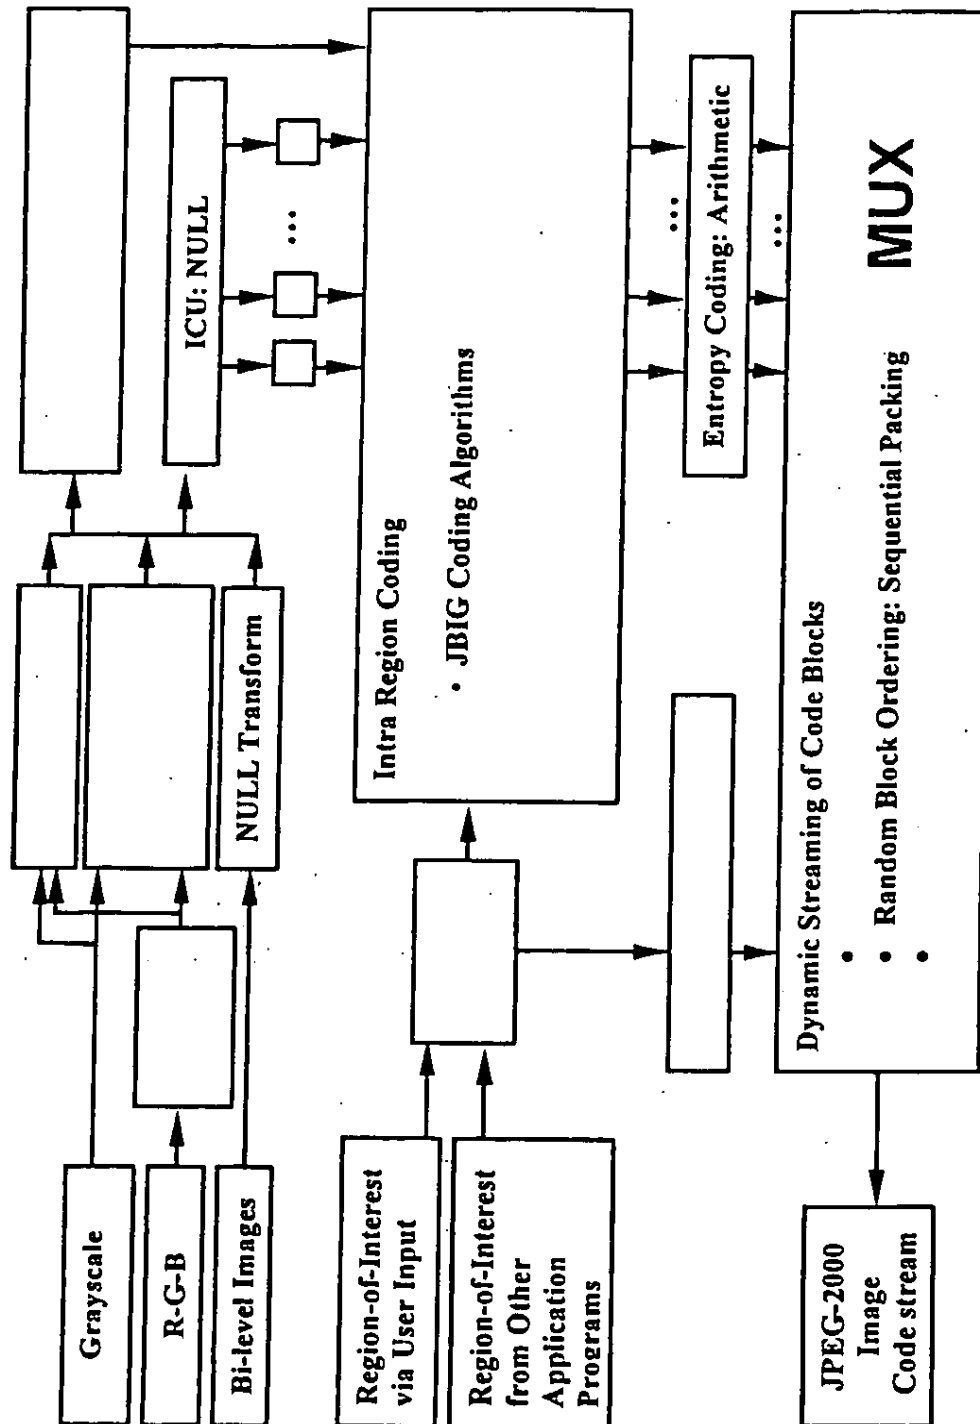 Grayscale
R-G-B
Bi-level Images
NULL Transform
ICU: NULL
...
Region-of-Interest
via User Input
Region-of-Interest
from Other
Application
Programs
Intra Region Coding
• JBIG Coding Algorithms
...
Entropy Coding: Arithmetic
...
Dynamic Streaming of Code Blocks
•
• Random Block Ordering: Sequential Packing
•
MUX
JPEG-2000
Image
Code stream